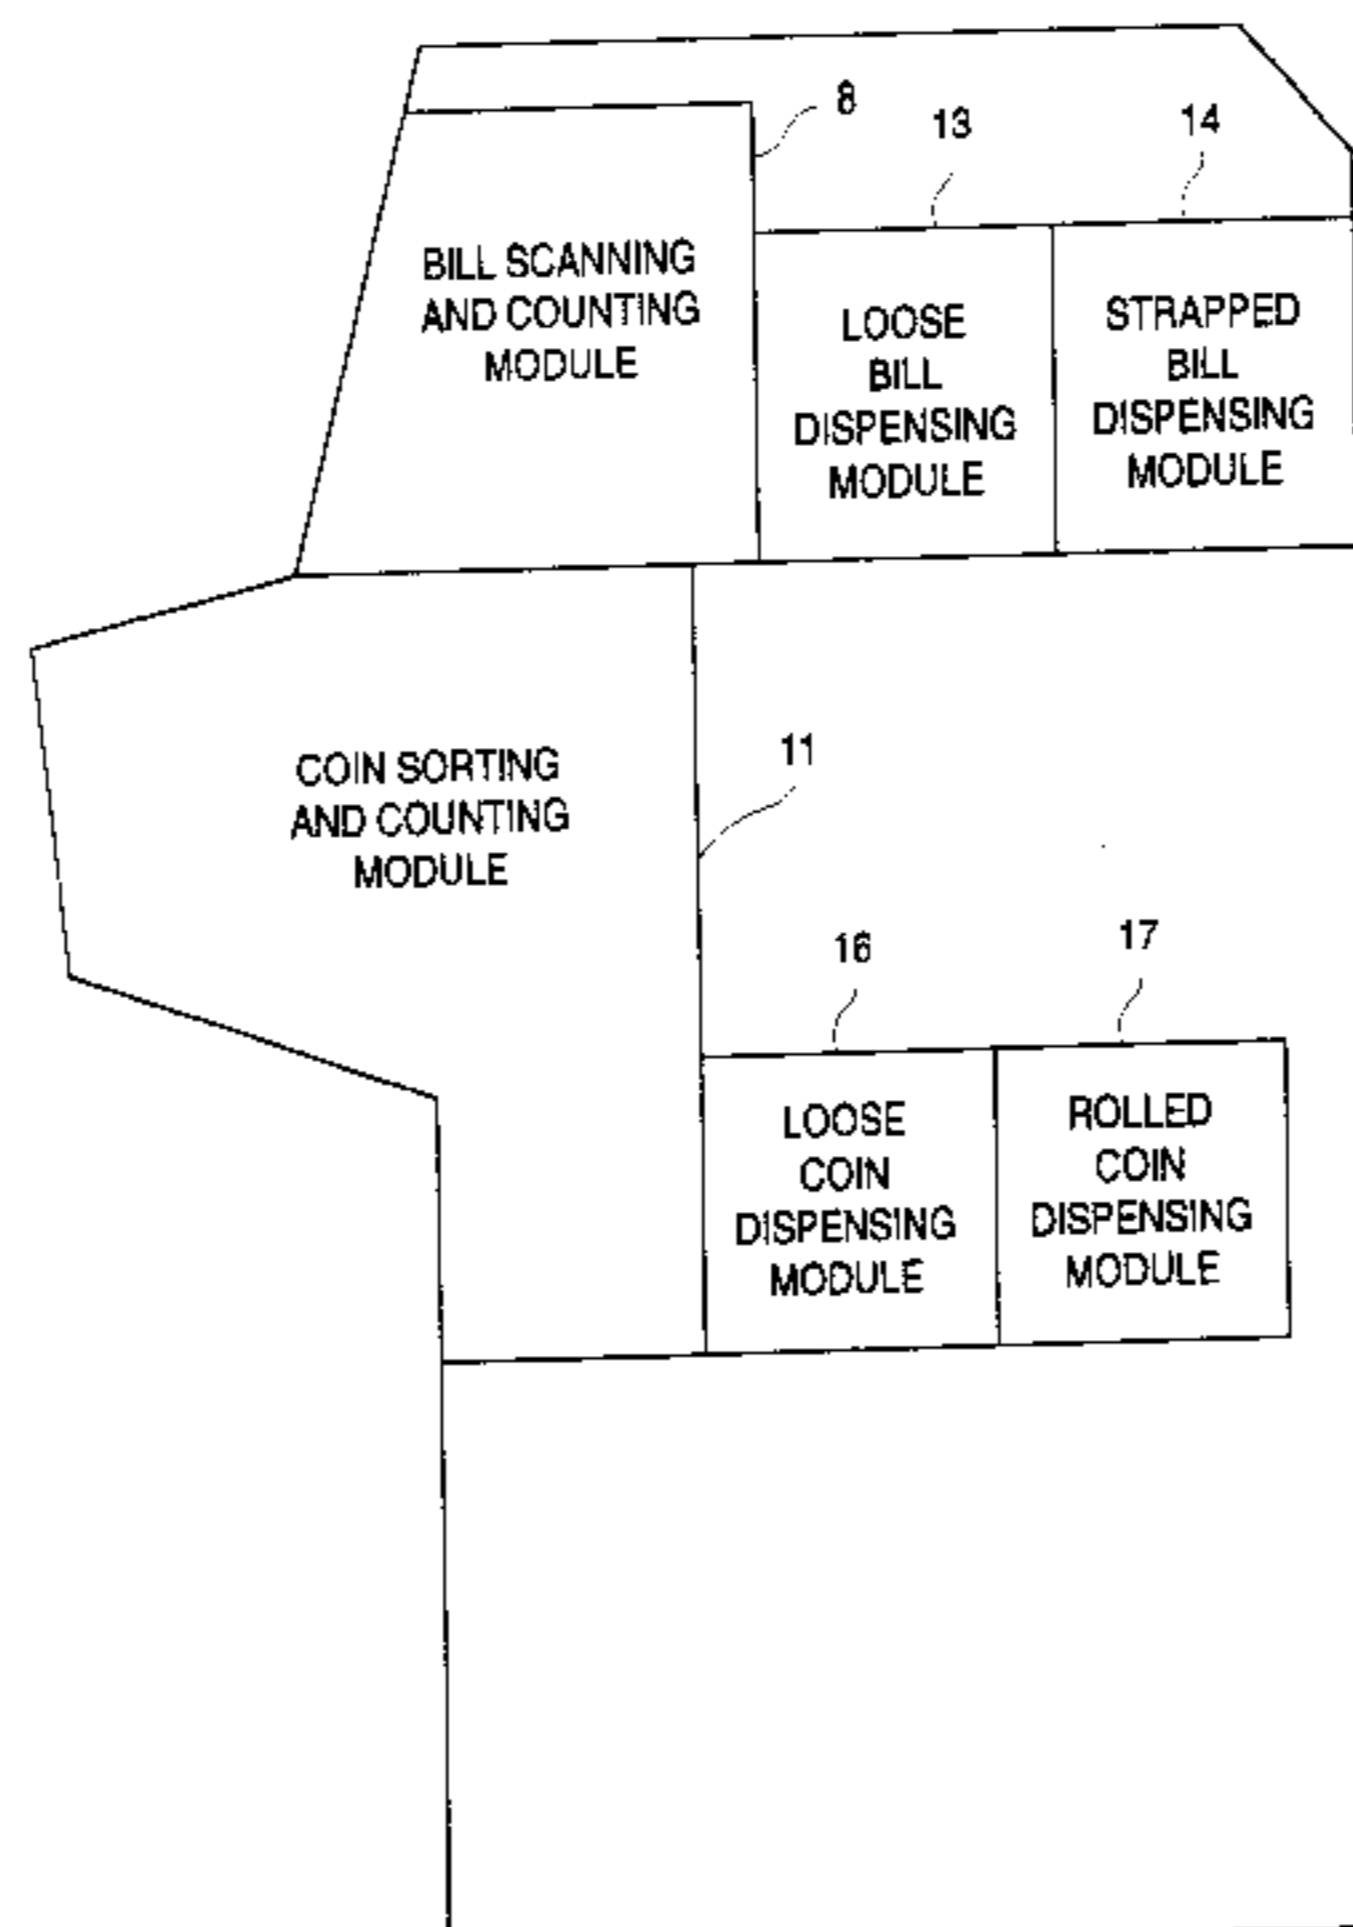 8
13
14
BILL SCANNING
AND COUNTING
MODULE
LOOSE
BILL
DISPENSING
MODULE
STRAPPED
BILL
DISPENSING
MODULE
COIN SORTING
AND COUNTING
MODULE
11
16
17
LOOSE
COIN
DISPENSING
MODULE
ROLLED
COIN
DISPENSING
MODULE